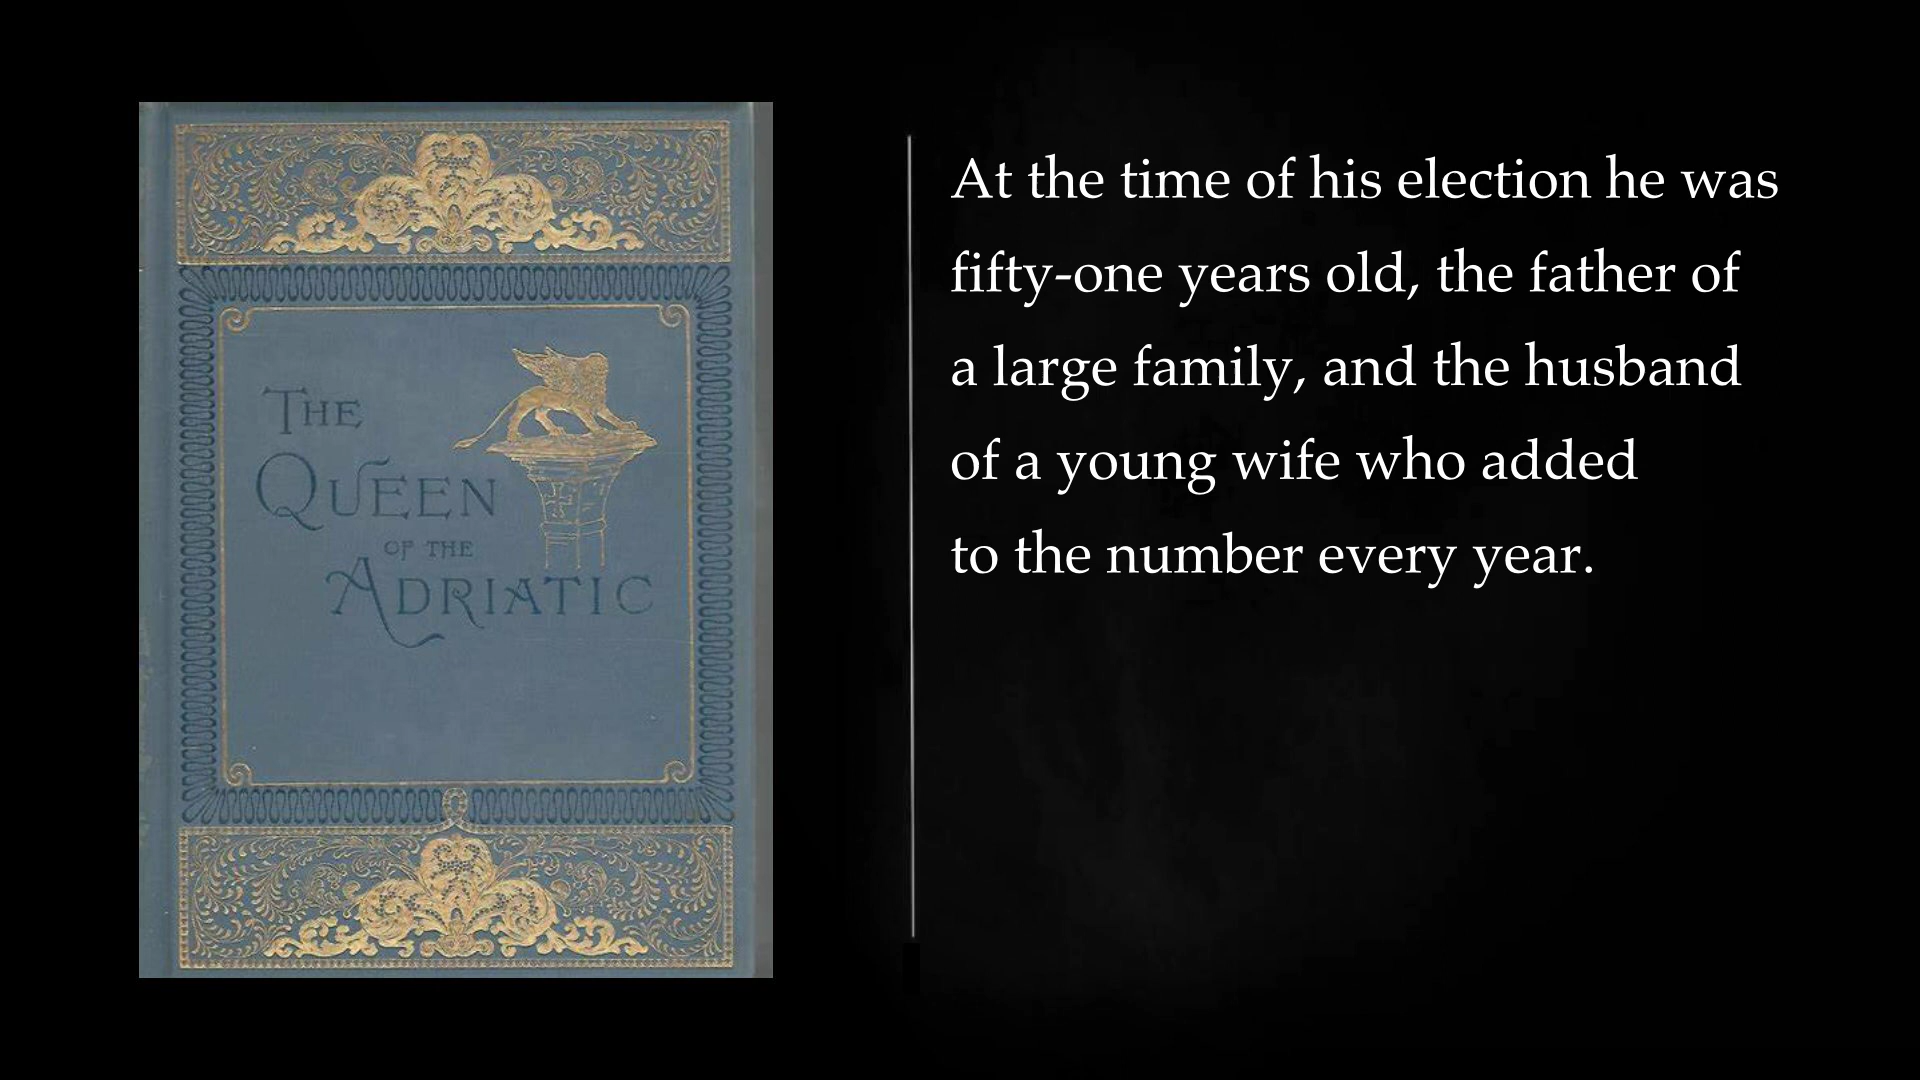 THE
QUEEN
OF THE
ADRIATIC
At the time of his election he was
fifty-one years old, the father of
a large family, and the husband
of a young wife who added
to the number every year.